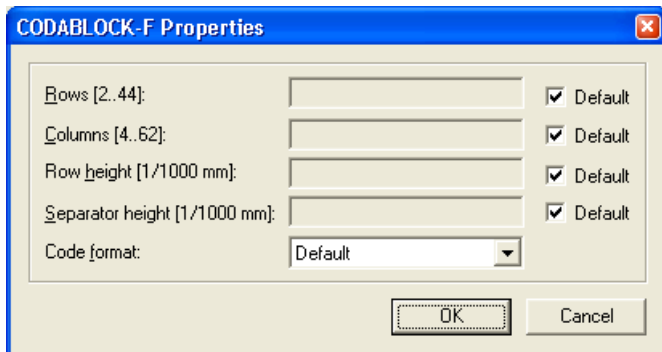 CODABLOCK-F Properties
Rows [2..44]: Default
Columns [4..62]: Default
Row height [1/1000 mm]: Default
Separator height [1/1000 mm]: Default
Code format: Default
OK Cancel